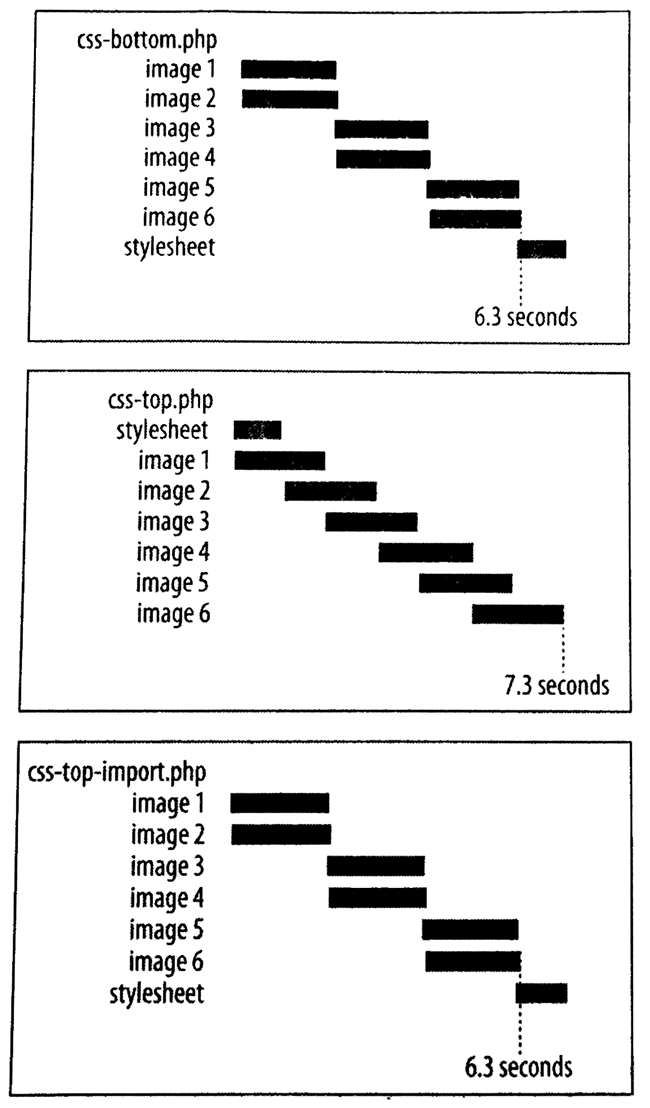 css-bottom.php
image 1
image 2
image 3
image 4
image 5
image 6
stylesheet
6.3 seconds
css-top.php
stylesheet
image 1
image 2
image 3
image 4
image 5
image 6
7.3 seconds
css-top-import.php
image 1
image 2
image 3
image 4
image 5
image 6
stylesheet
6.3 seconds